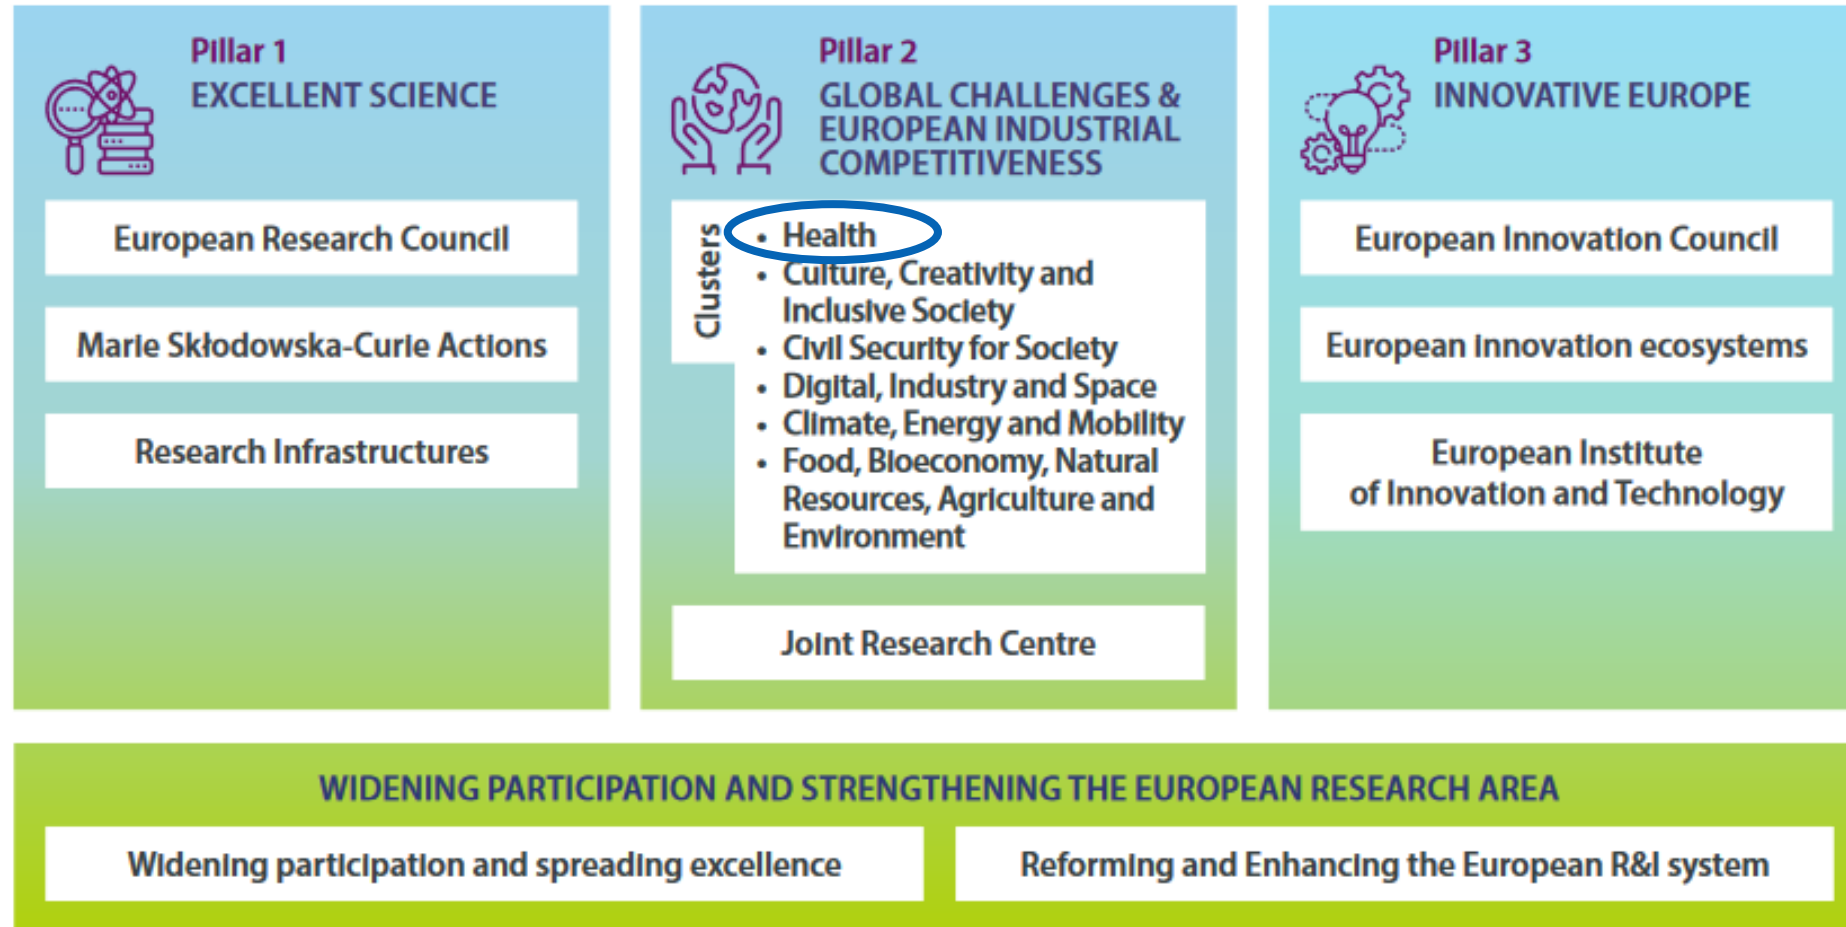 Pillar 1
EXCELLENT SCIENCE
European Research Council
Marie Skłodowska-Curie Actions
Research Infrastructures
Pillar 2
GLOBAL CHALLENGES &
EUROPEAN INDUSTRIAL
COMPETITIVENESS
Clusters
• Health
• Culture, Creativity and
Inclusive Society
• Civil Security for Society
• Digital, Industry and Space
• Climate, Energy and Mobility
• Food, Bioeconomy, Natural
Resources, Agriculture and
Environment
Joint Research Centre
Pillar 3
INNOVATIVE EUROPE
European Innovation Council
European innovation ecosystems
European Institute
of Innovation and Technology
WIDENING PARTICIPATION AND STRENGTHENING THE EUROPEAN RESEARCH AREA
Widening participation and spreading excellence
Reforming and Enhancing the European R&I system